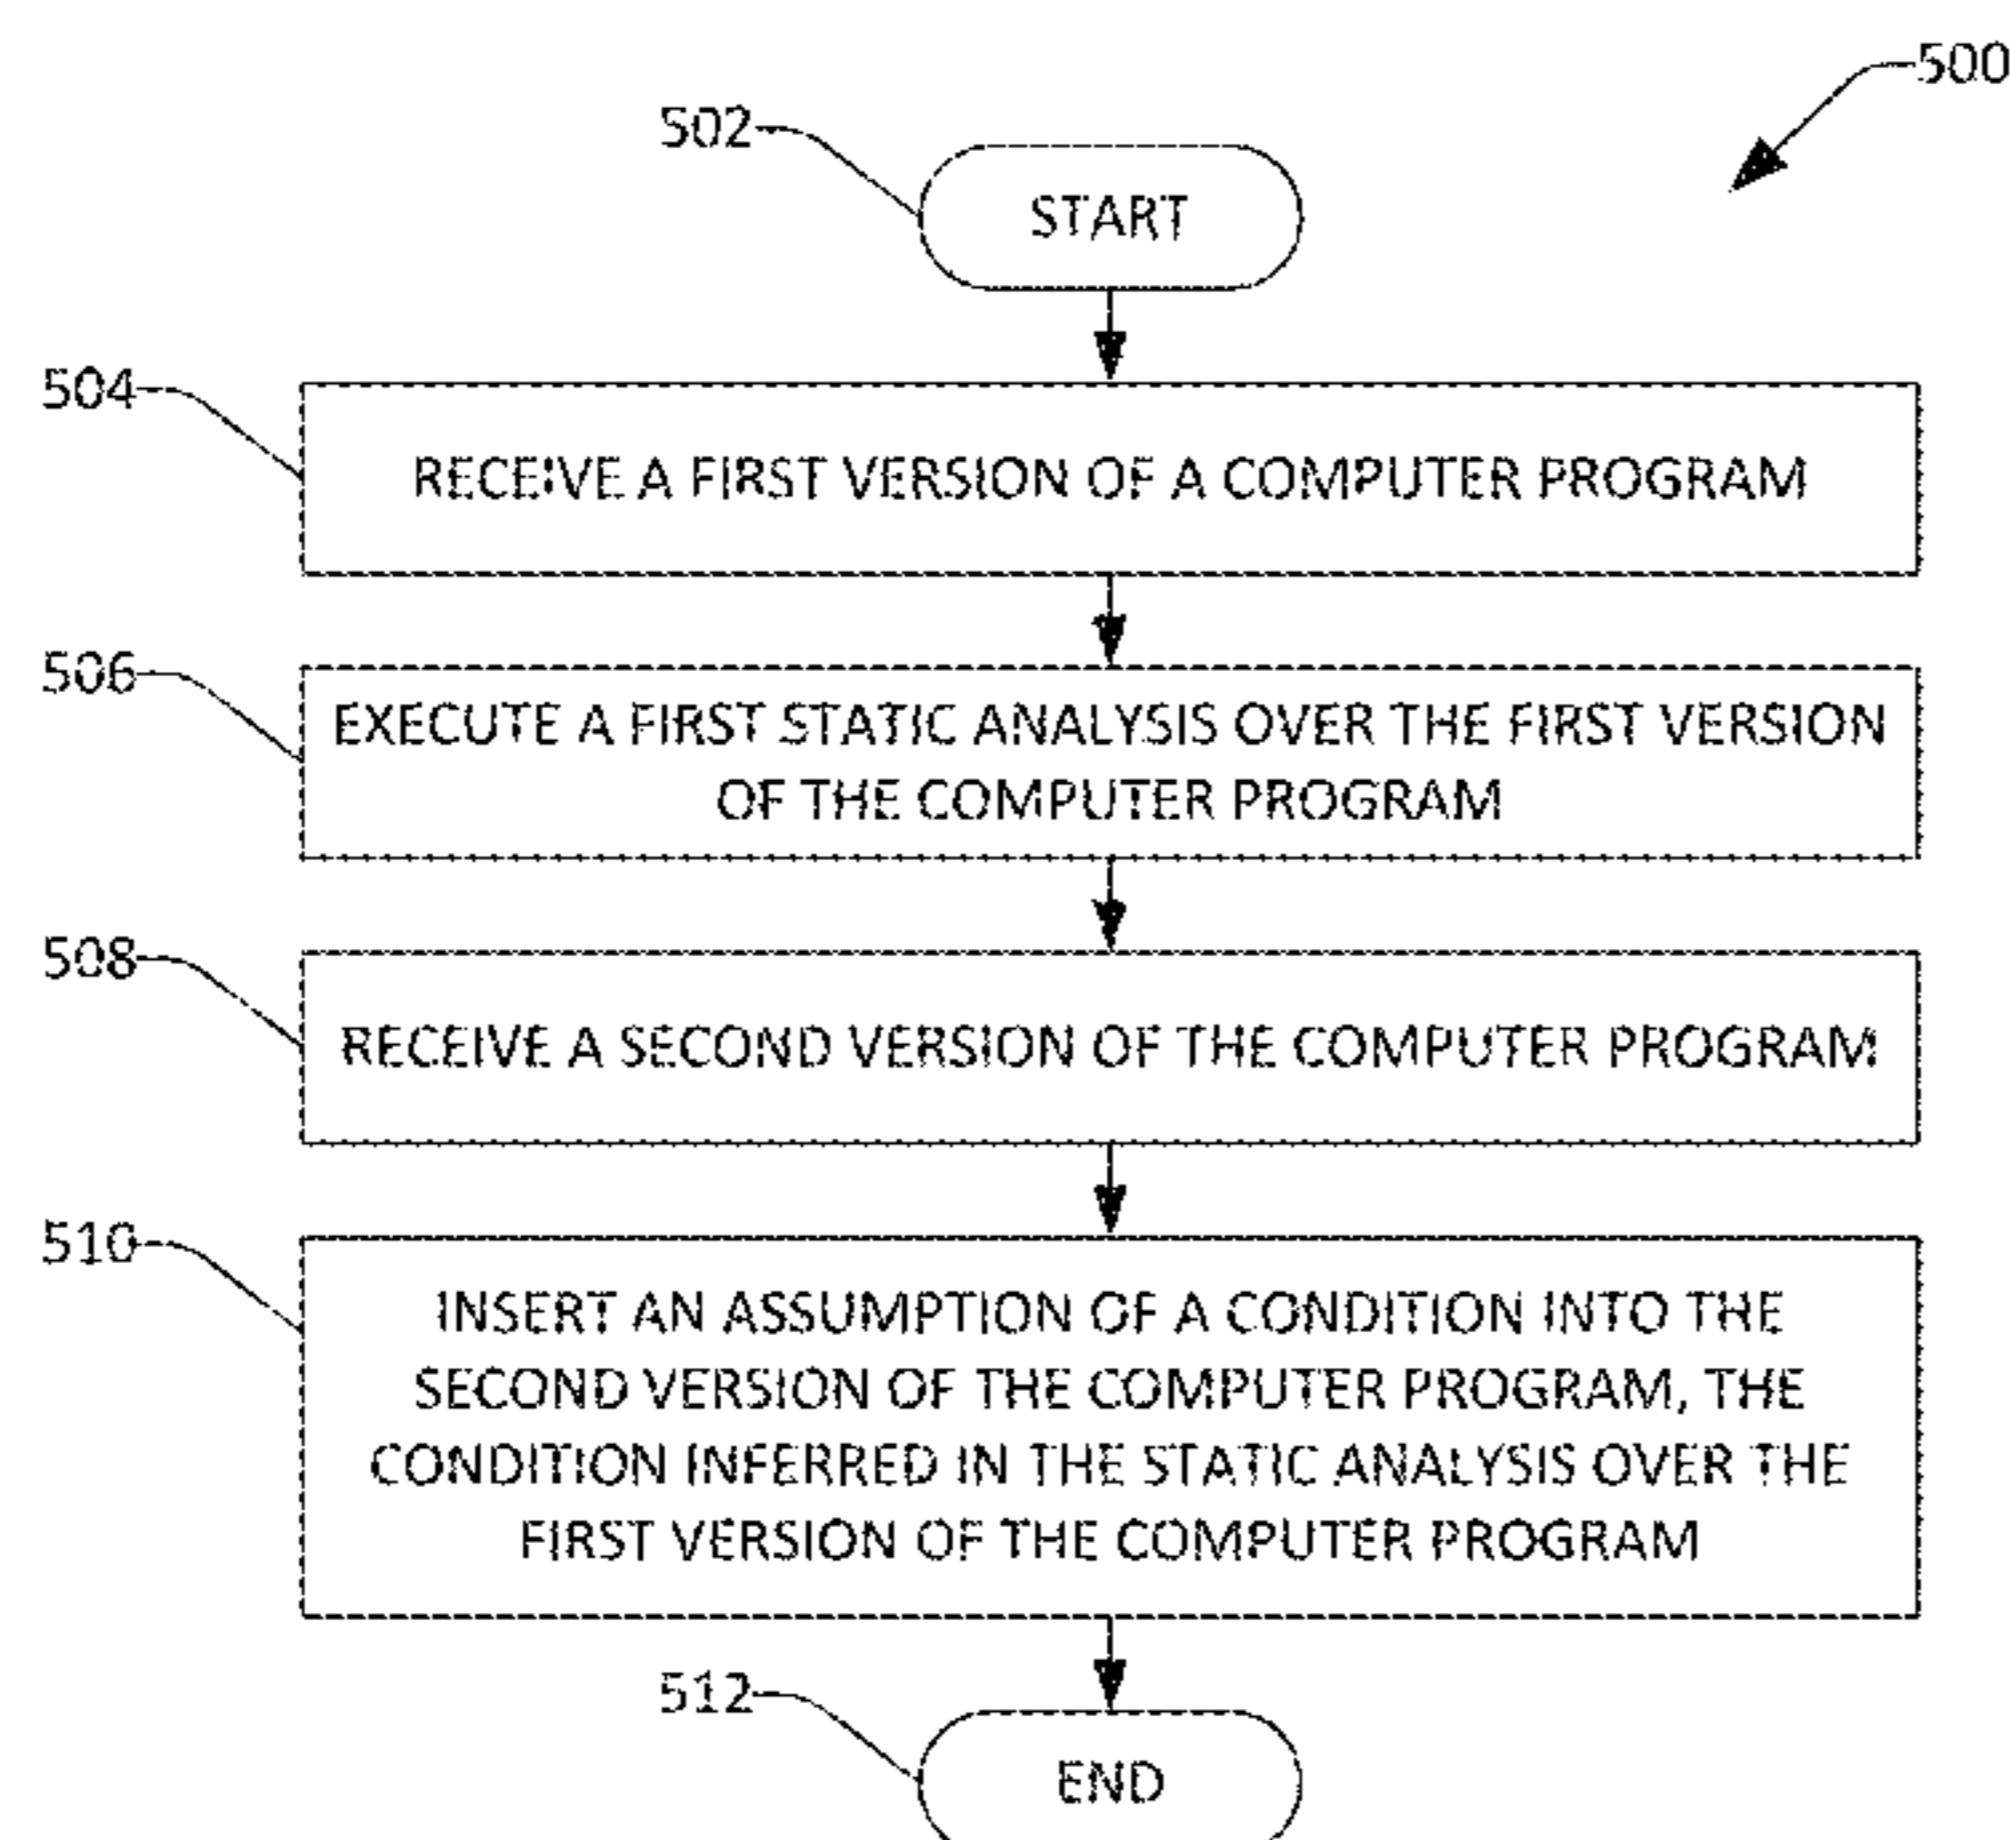 500
502
START
504
RECEIVE A FIRST VERSION OF A COMPUTER PROGRAM
506
EXECUTE A FIRST STATIC ANALYSIS OVER THE FIRST VERSION
OF THE COMPUTER PROGRAM
508
RECEIVE A SECOND VERSION OF THE COMPUTER PROGRAM
510
INSERT AN ASSUMPTION OF A CONDITION INTO THE
SECOND VERSION OF THE COMPUTER PROGRAM, THE
CONDITION INFERRED IN THE STATIC ANALYSIS OVER THE
FIRST VERSION OF THE COMPUTER PROGRAM
512
END